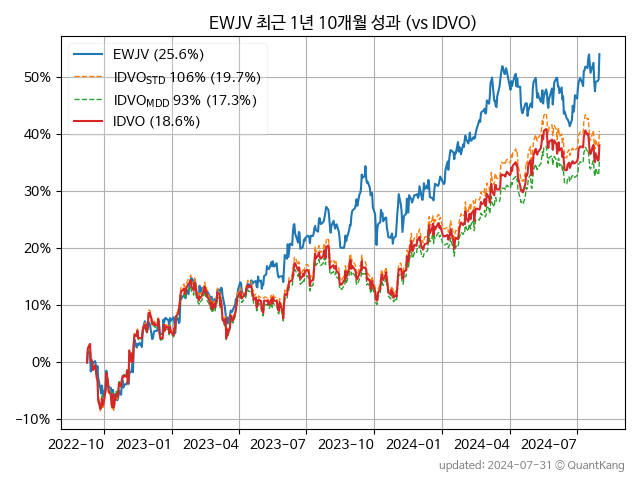 EWJV 최근 1년 10개월 성과 (vs IDVO)
EWJV (25.6%)
IDVO_STD 106% (19.7%)
IDVO_MDD 93% (17.3%)
IDVO (18.6%)
50%
40%
30%
20%
10%
0%
−10%
2022−10 2023−01 2023−04 2023−07 2023−10 2024−01 2024−04 2024−07
updated: 2024-07-31 © QuantKang